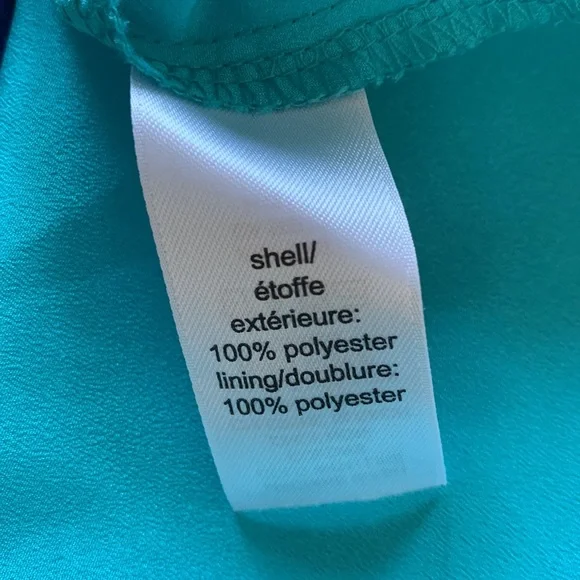 shell/
étoffe
extérieure:
100% polyester
lining/doublure:
100% polyester